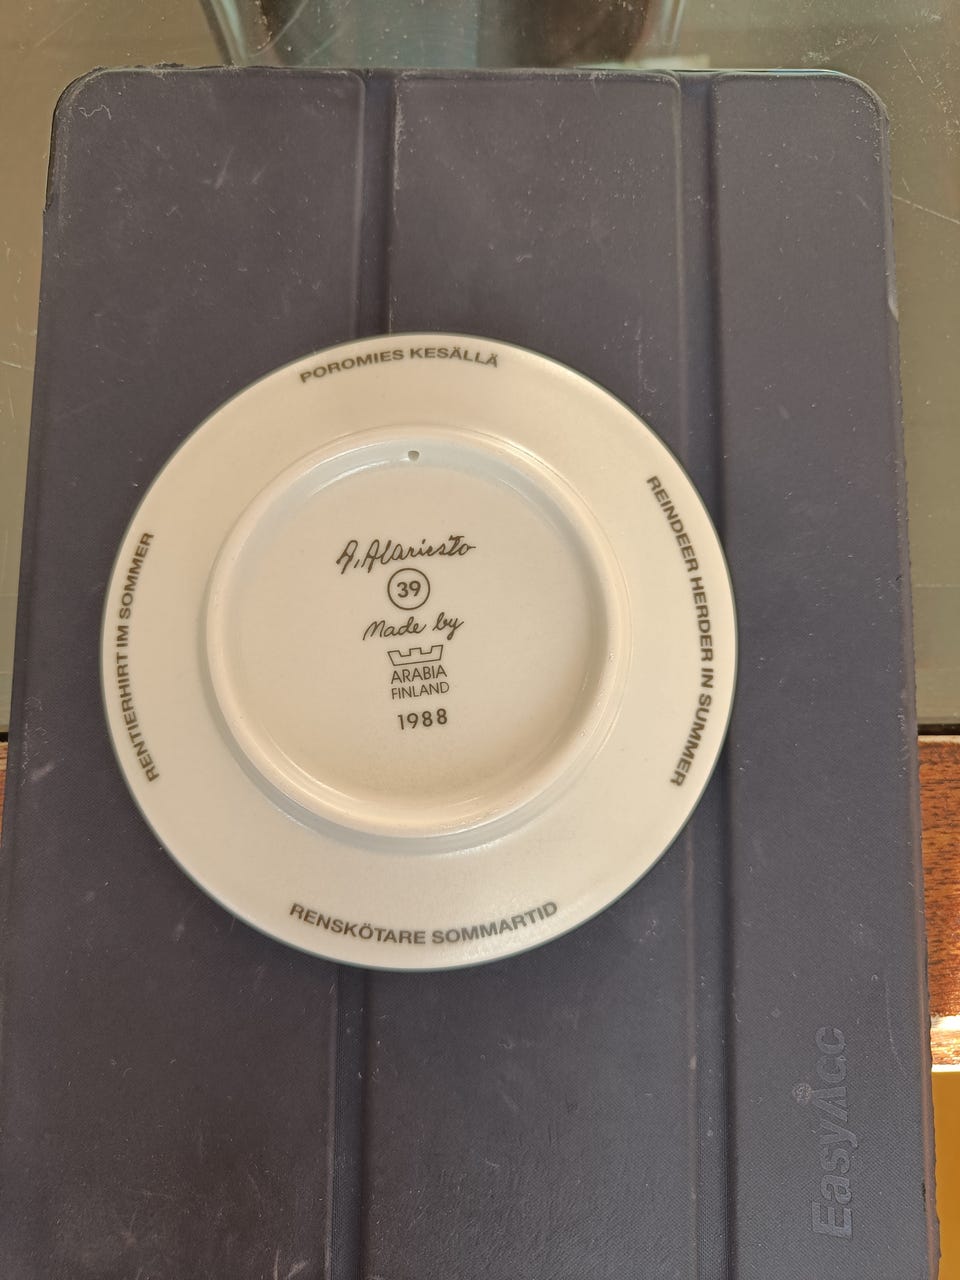 POROMIES KESÄLLÄ
REINDEER HERDER IN SUMMER
RENSKÖTARE SOMMARTID
RENTIERHIRT IM SOMMER
A. Alariesto
39
Made by
ARABIA
FINLAND
1988
EasyAcc